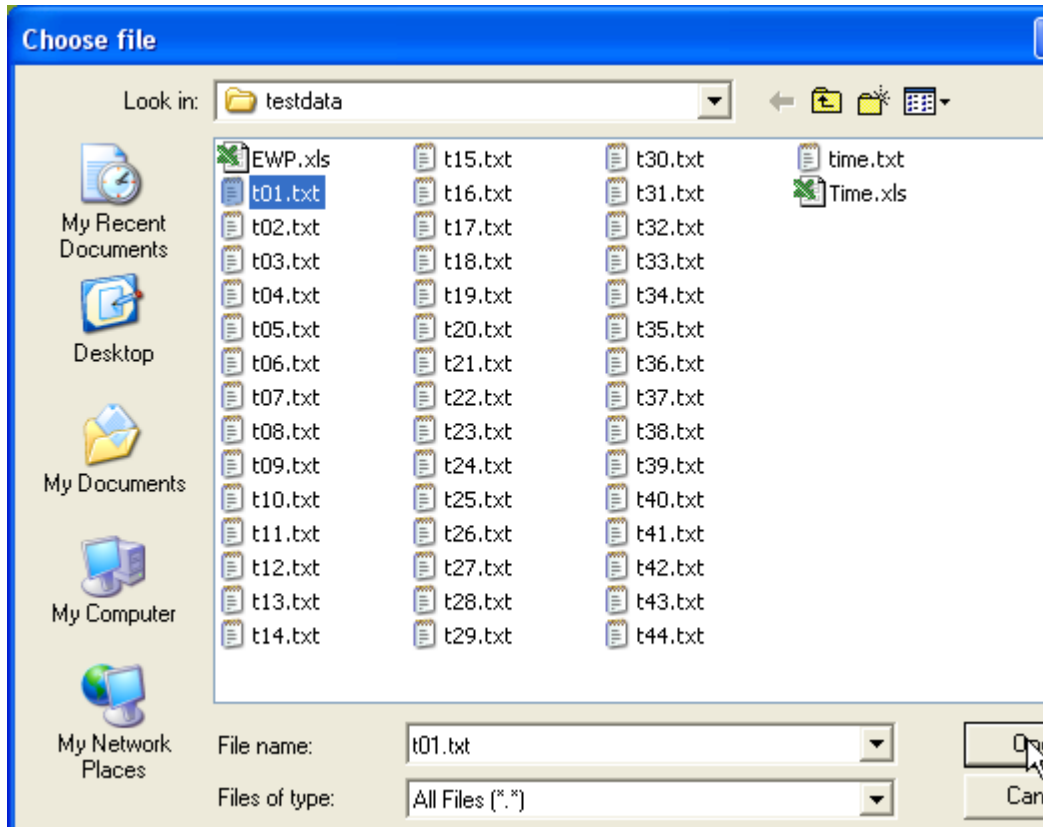 Choose file
Look in:
testdata
My Recent
Documents
Desktop
My Documents
My Computer
My Network
Places
EWP.xls
t01.txt
t02.txt
t03.txt
t04.txt
t05.txt
t06.txt
t07.txt
t08.txt
t09.txt
t10.txt
t11.txt
t12.txt
t13.txt
t14.txt
t15.txt
t16.txt
t17.txt
t18.txt
t19.txt
t20.txt
t21.txt
t22.txt
t23.txt
t24.txt
t25.txt
t26.txt
t27.txt
t28.txt
t29.txt
t30.txt
t31.txt
t32.txt
t33.txt
t34.txt
t35.txt
t36.txt
t37.txt
t38.txt
t39.txt
t40.txt
t41.txt
t42.txt
t43.txt
t44.txt
time.txt
Time.xls
File name:
t01.txt
Files of type:
All Files (*.*)